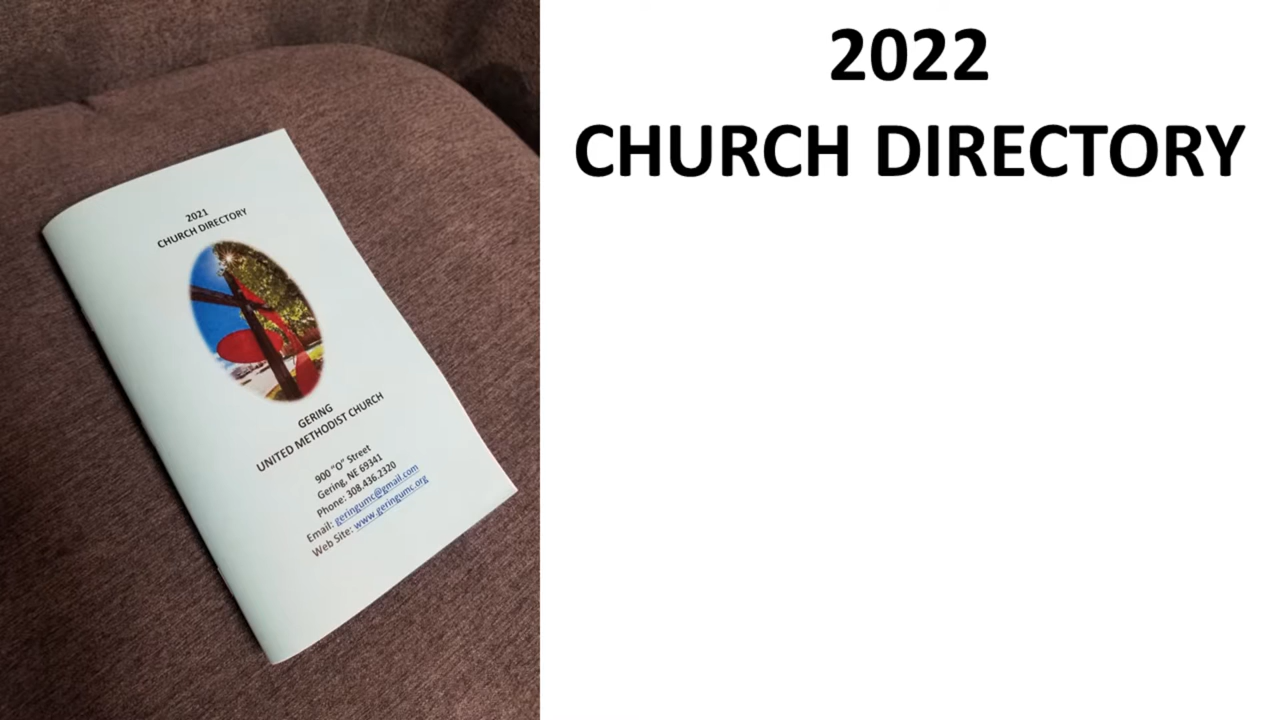 2021
CHURCH DIRECTORY
GERING
UNITED METHODIST CHURCH
900 "O" Street
Gering, NE 69341
Phone: 308.436.2320
Email: geringumc@gmail.com
Web Site: www.geringumc.org
2022
CHURCH DIRECTORY